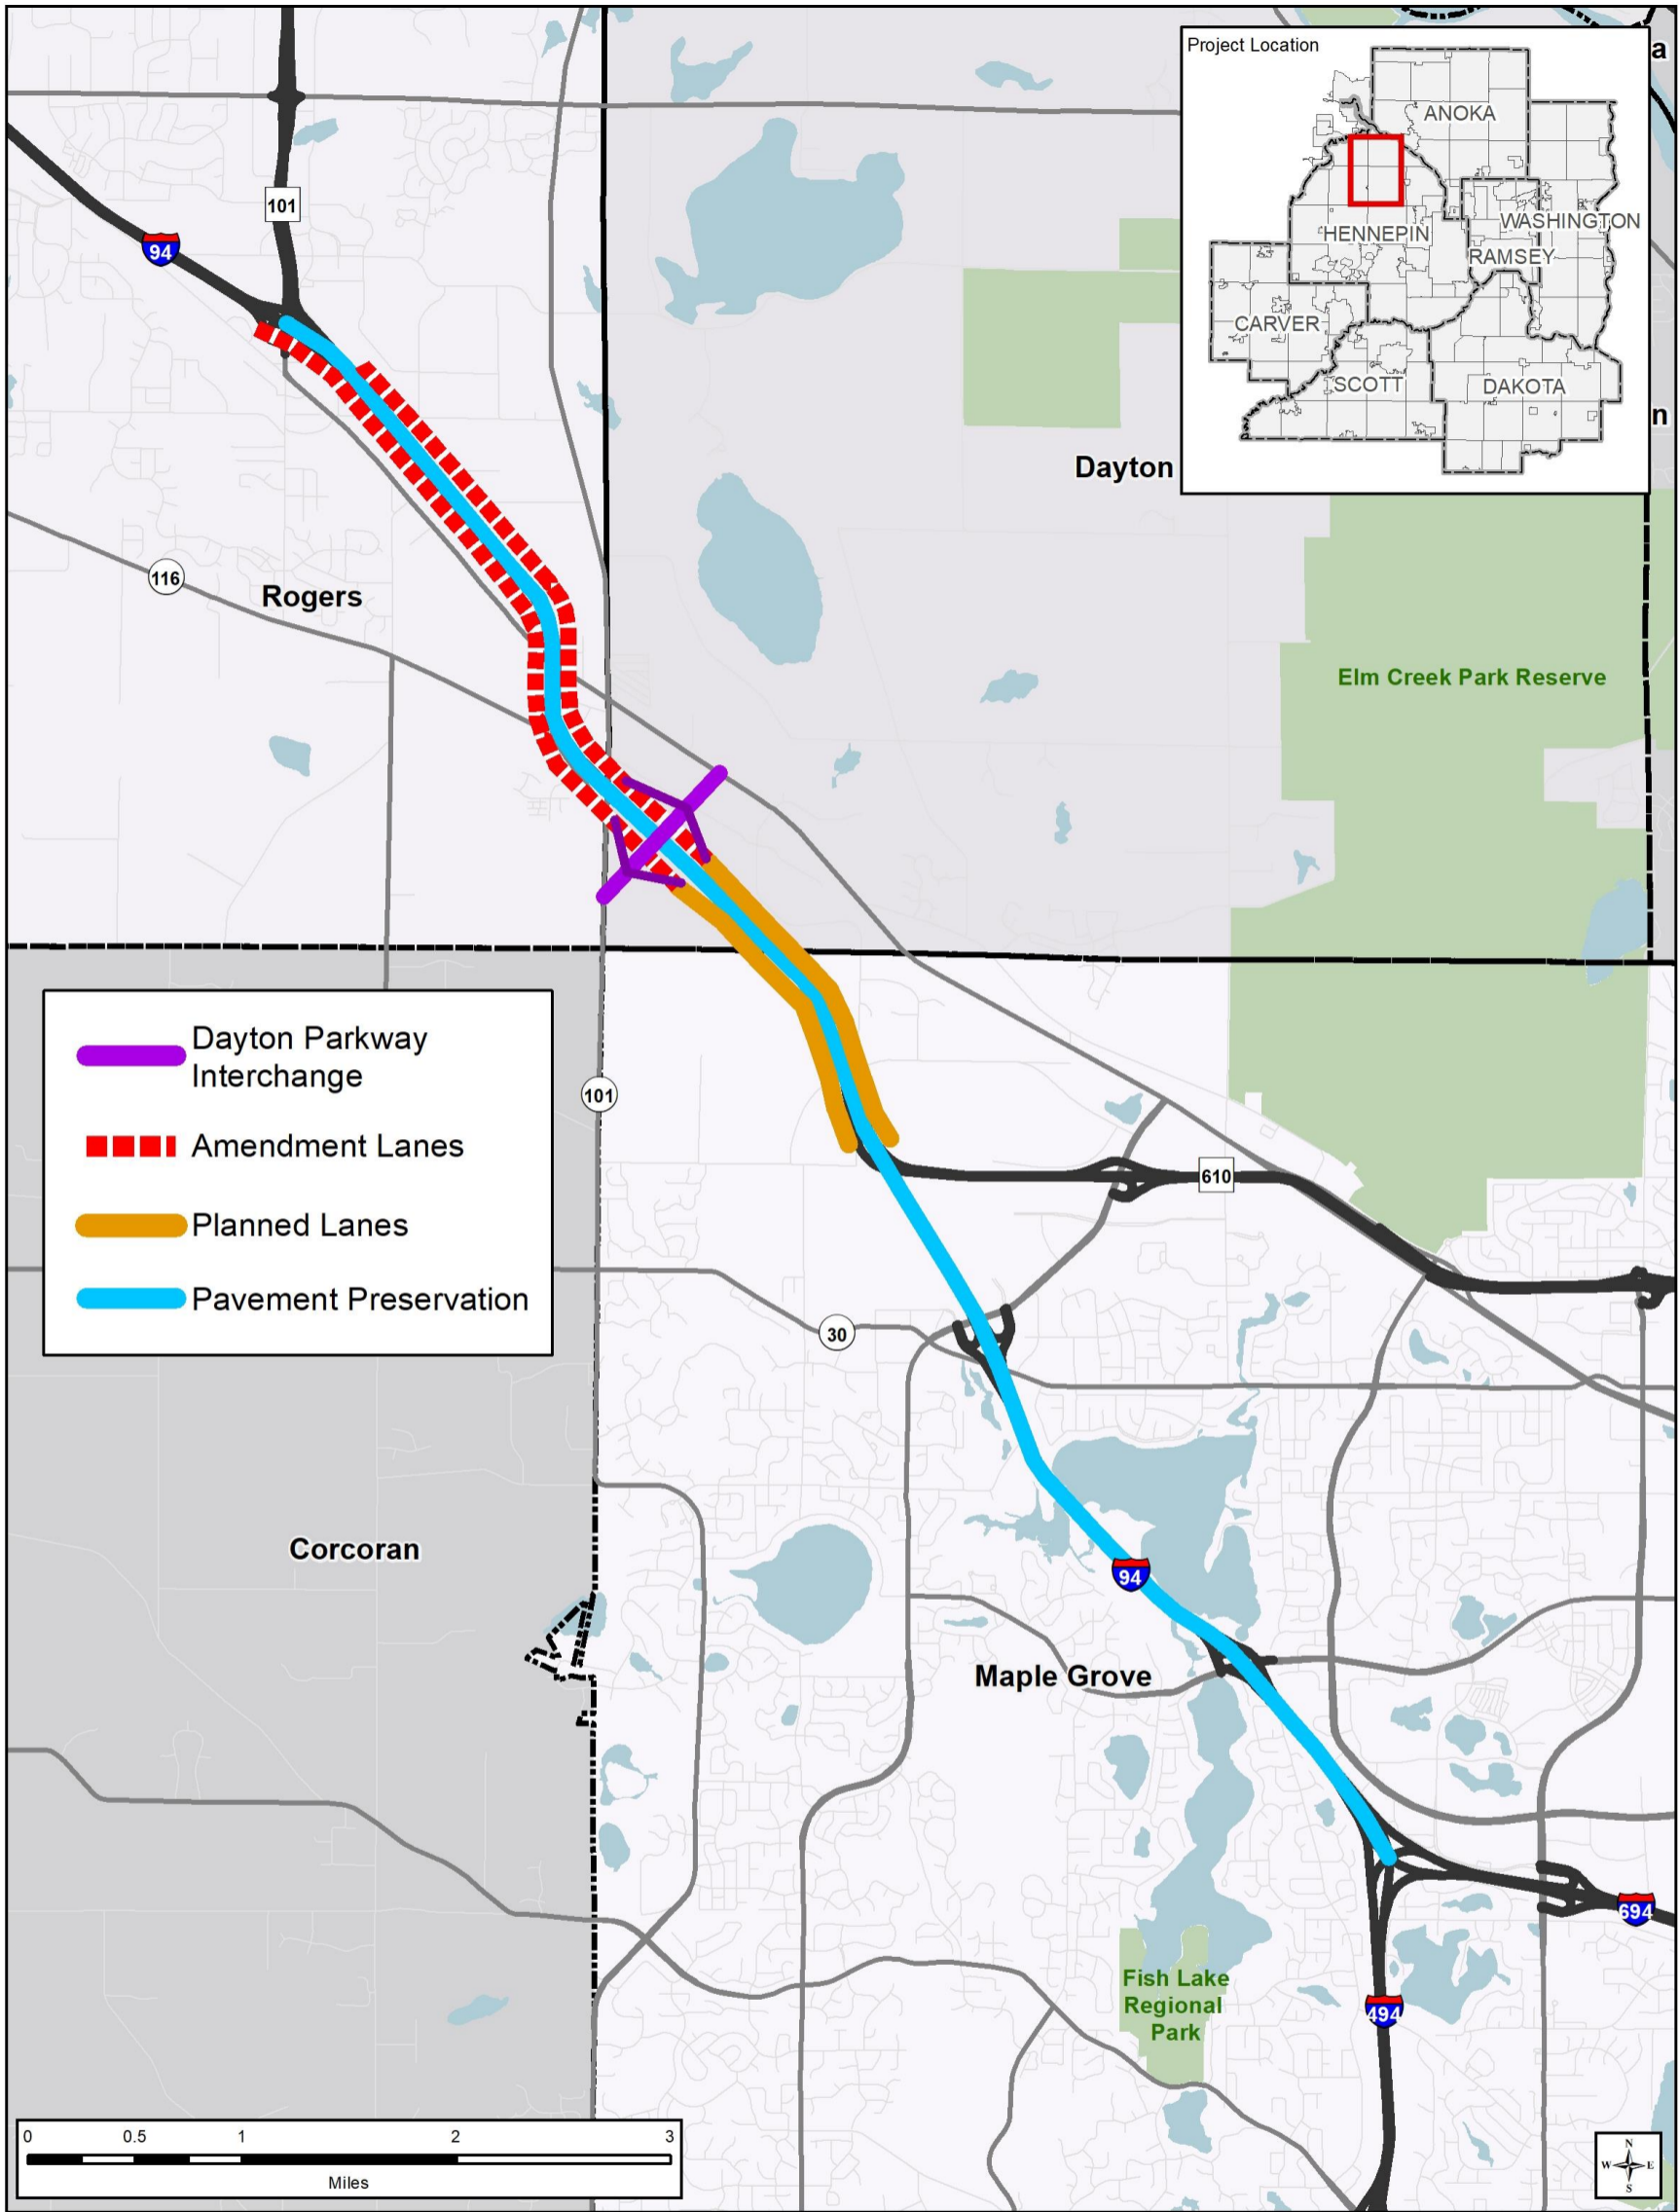 Project Location
a
ANOKA
101
94
HENNEPIN
WASHINGTON
RAMSEY
CARVER
SCOTT
DAKOTA
n
Dayton
116
Rogers
Elm Creek Park Reserve
Dayton Parkway
Interchange
Amendment Lanes
Planned Lanes
Pavement Preservation
101
610
30
Corcoran
94
Maple Grove
694
Fish Lake
Regional
Park
494
0 0.5 1 2 3
Miles
N
W E
S